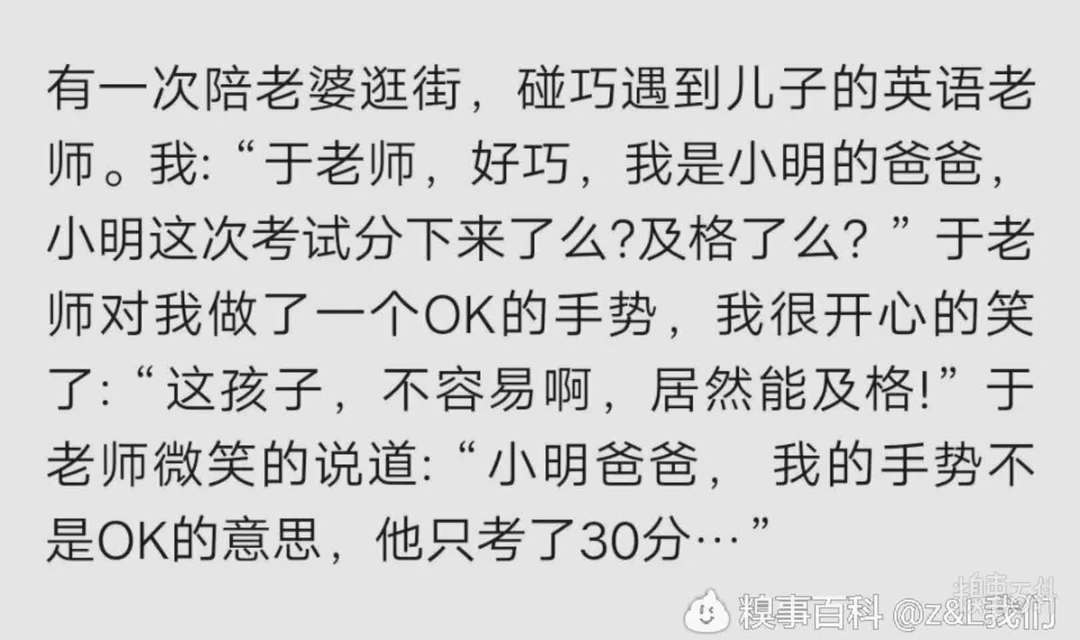 有一次陪老婆逛街，碰巧遇到儿子的英语老
师。我:“于老师，好巧，我是小明的爸爸，
小明这次考试分下来了么?及格了么？”于老
师对我做了一个OK的手势，我很开心的笑
了:“这孩子，不容易啊，居然能及格!”于
老师微笑的说道:“小明爸爸， 我的手势不
是OK的意思，他只考了30分…”
糗事百科 @z&L我们